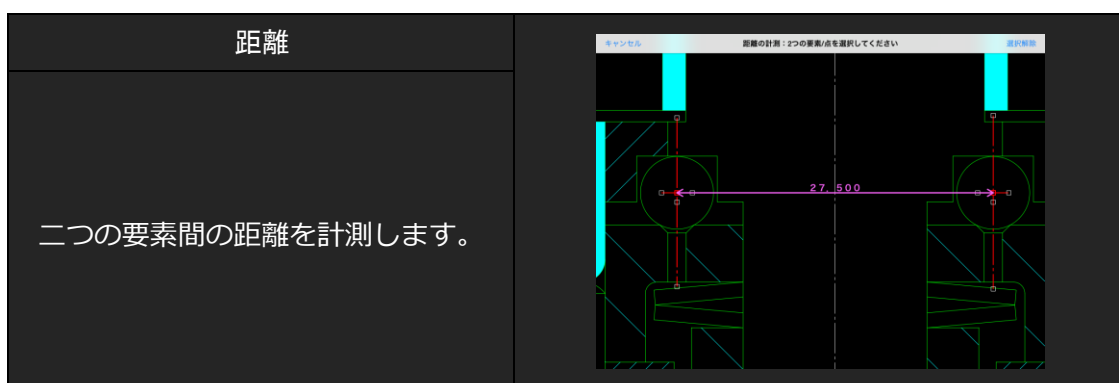 距離
二つの要素間の距離を計測します。
キャンセル 距離の計測：2つの要素/点を選択してください 選択解除
27. 500